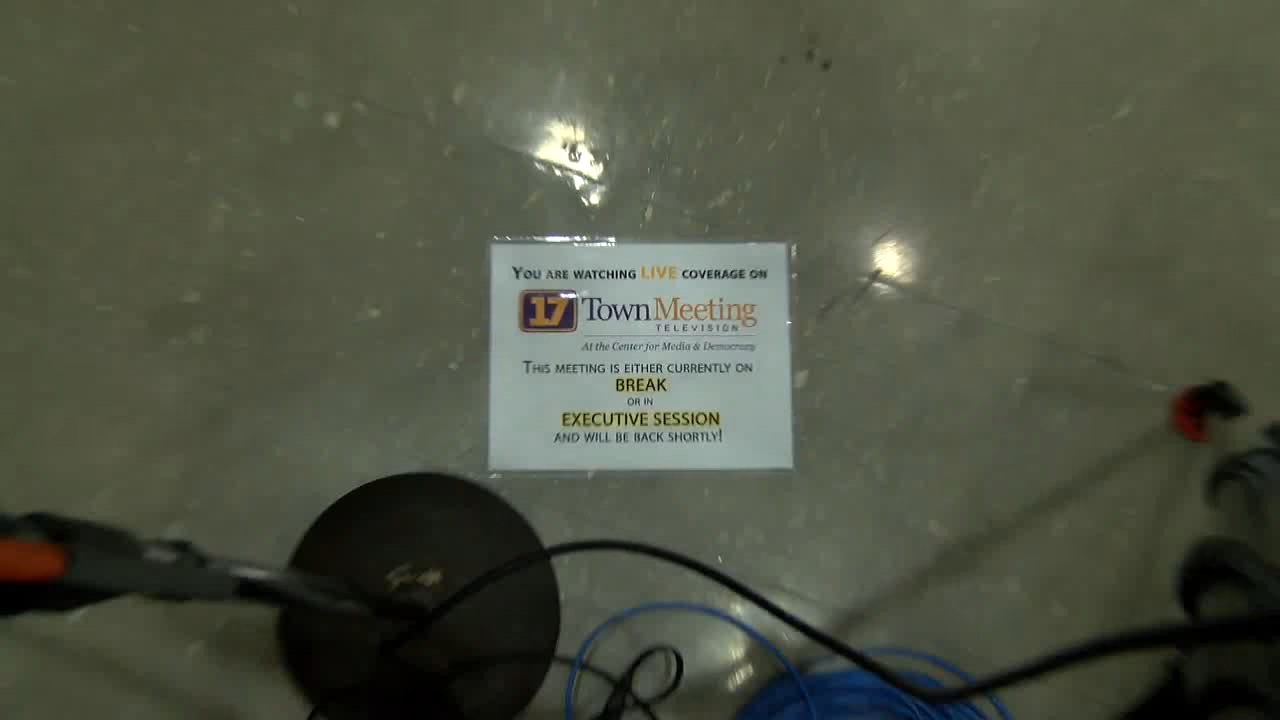 YOU ARE WATCHING LIVE COVERAGE ON
17 Town Meeting
TELEVISION
At the Center for Media & Democracy
THIS MEETING IS EITHER CURRENTLY ON
BREAK
OR IN
EXECUTIVE SESSION
AND WILL BE BACK SHORTLY!